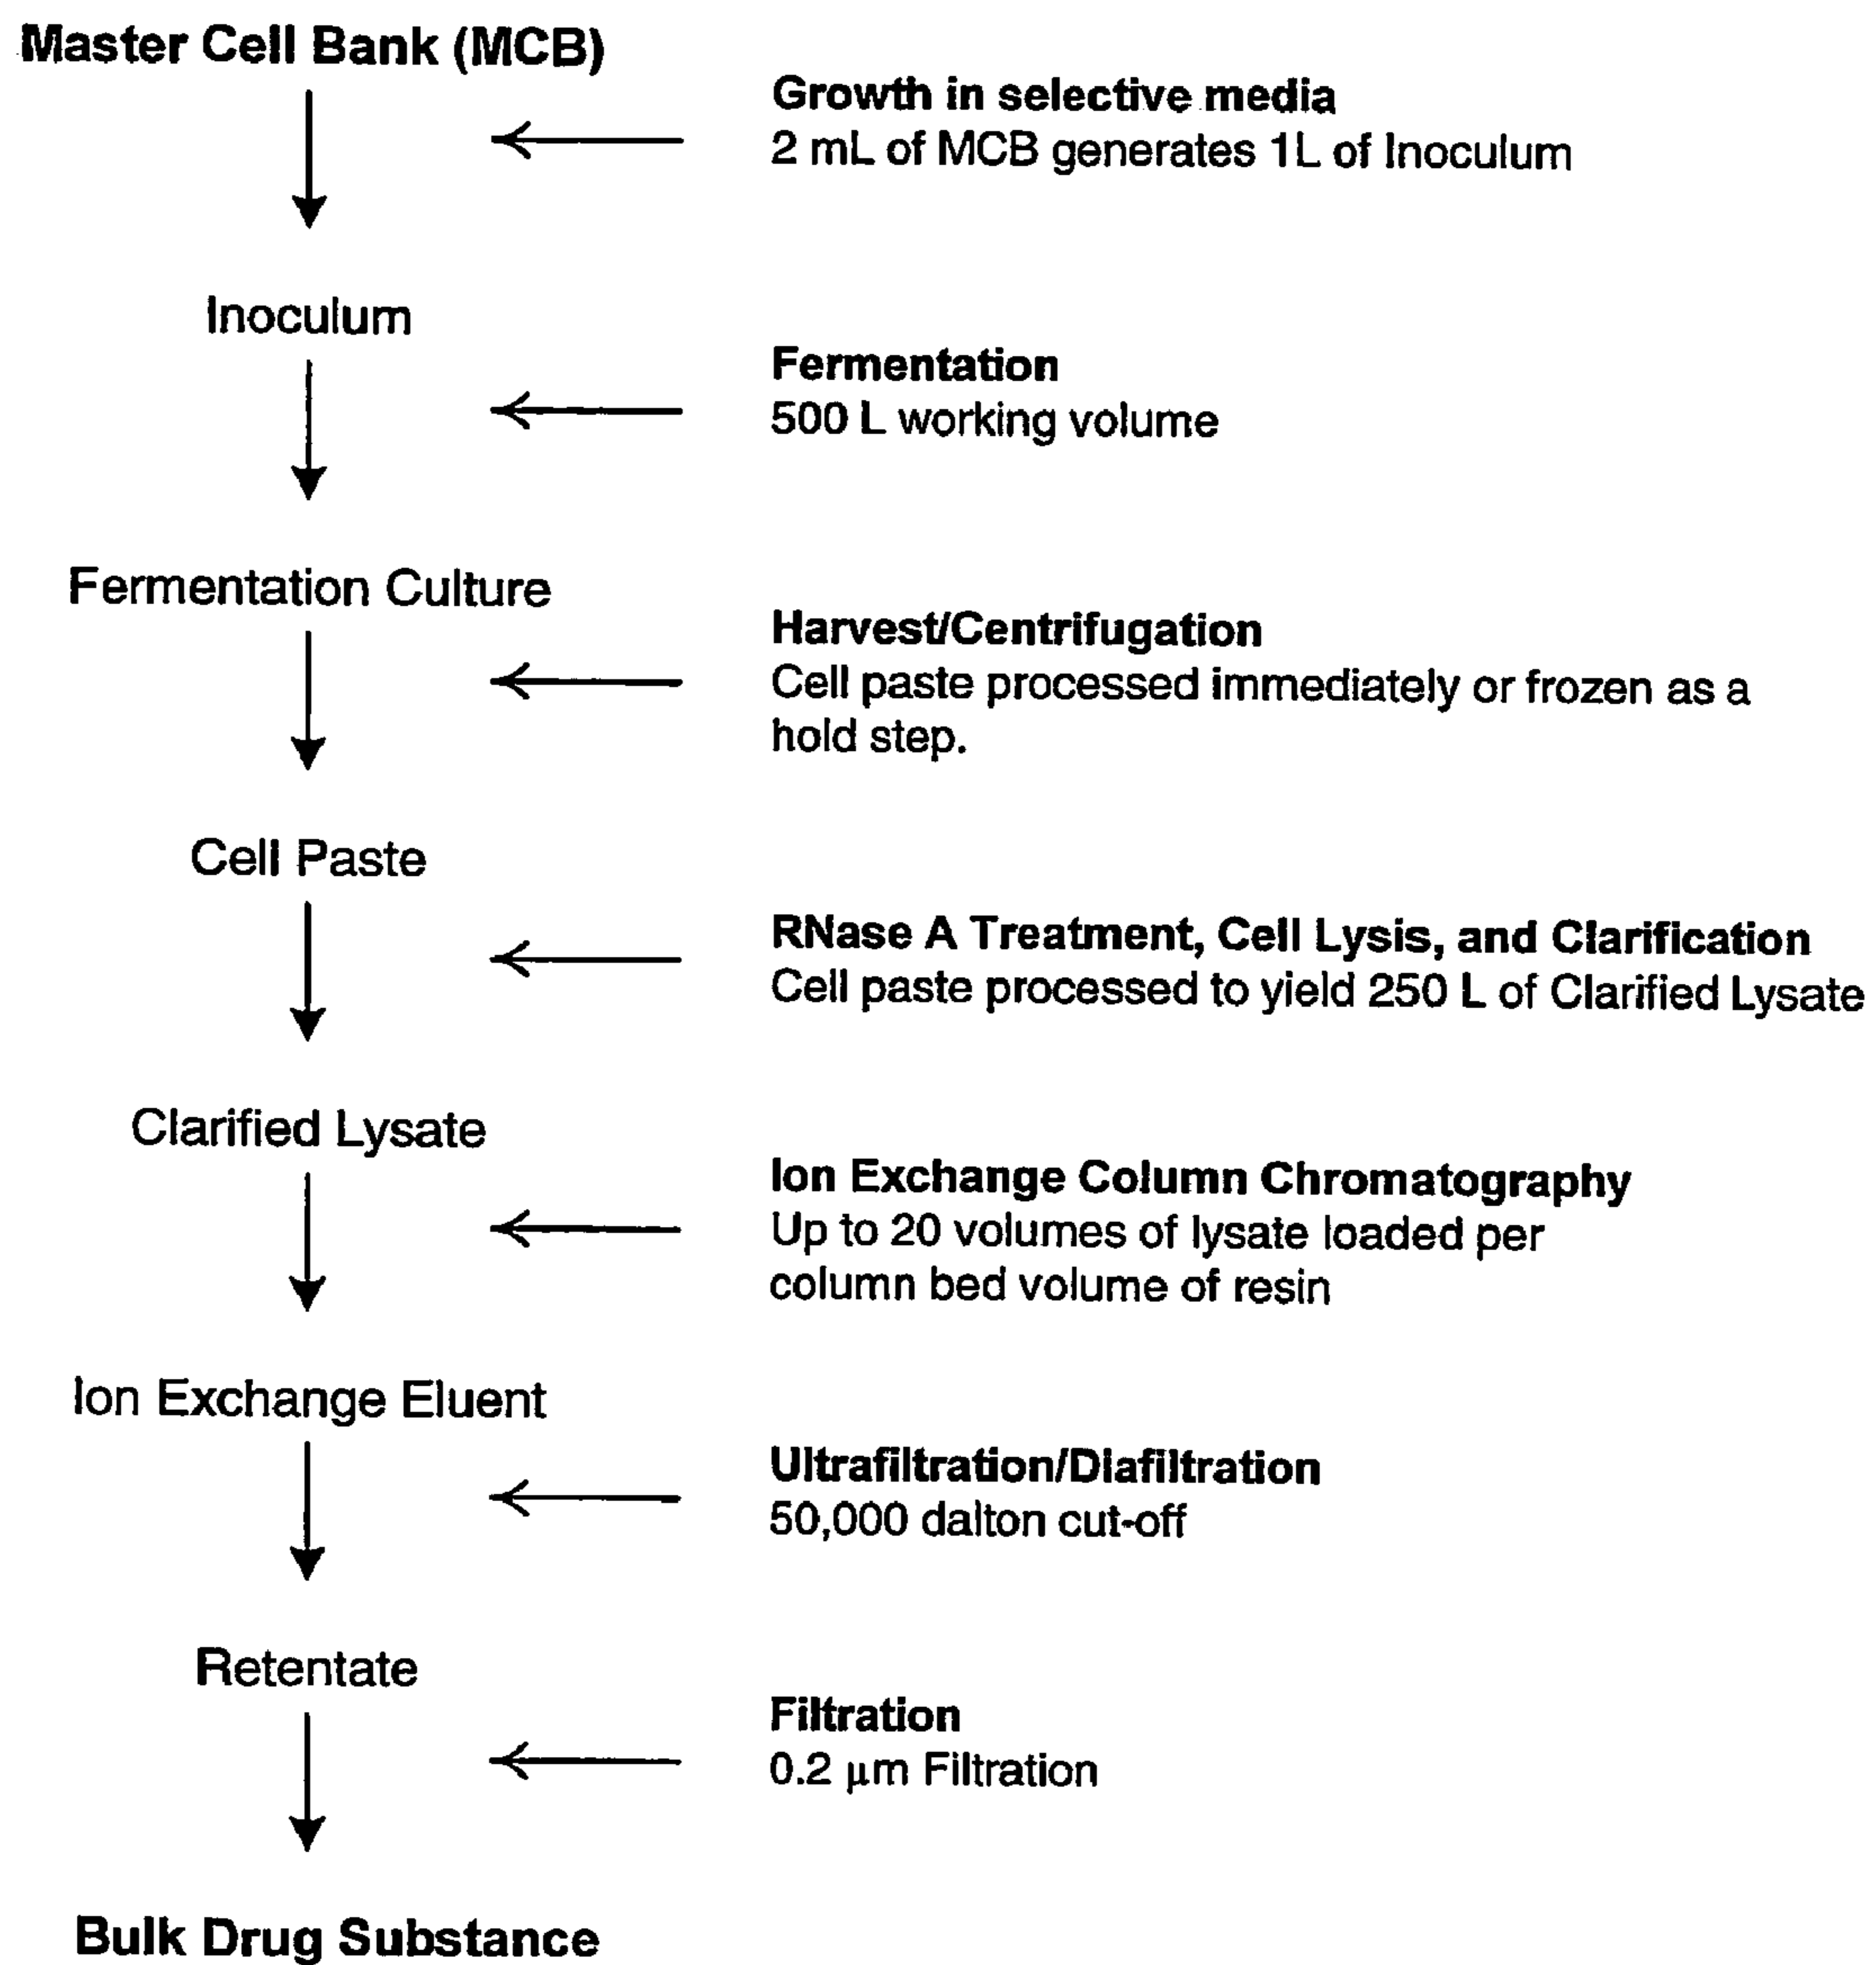 Master Cell Bank (MCB)
Growth in selective media
2 mL of MCB generates 1L of Inoculum
Inoculum
Fermentation
500 L working volume
Fermentation Culture
Harvest/Centrifugation
Cell paste processed immediately or frozen as a
hold step.
Cell Paste
RNase A Treatment, Cell Lysis, and Clarification
Cell paste processed to yield 250 L of Clarified Lysate
Clarified Lysate
Ion Exchange Column Chromatography
Up to 20 volumes of lysate loaded per
column bed volume of resin
Ion Exchange Eluent
Ultrafiltration/Diafiltration
50,000 dalton cut-off
Retentate
Filtration
0.2 μm Filtration
Bulk Drug Substance